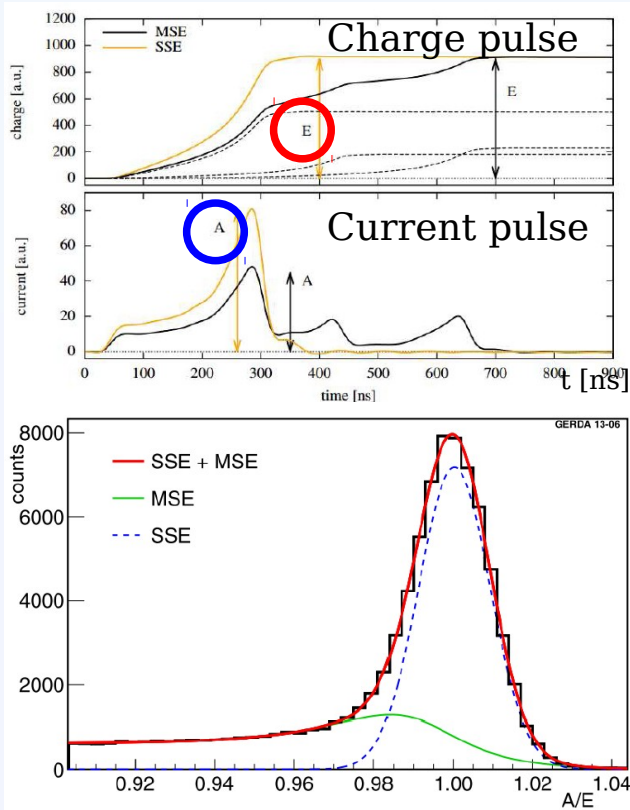 1200
1000
800
600
400
200
0
charge [a.u.]
MSE
SSE
Charge pulse
E
E
80
60
40
20
0
current [a.u.]
A
A
Current pulse
0 100 200 300 400 500 600 700 800 900
time [ns]
t [ns]
GERDA 13-06
8000
6000
4000
2000
0
counts
SSE + MSE
MSE
SSE
0.92 0.94 0.96 0.98 1.00 1.02 1.04
A/E